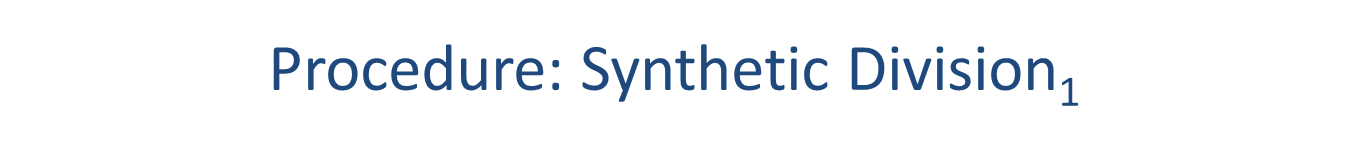 Procedure: Synthetic Division₁